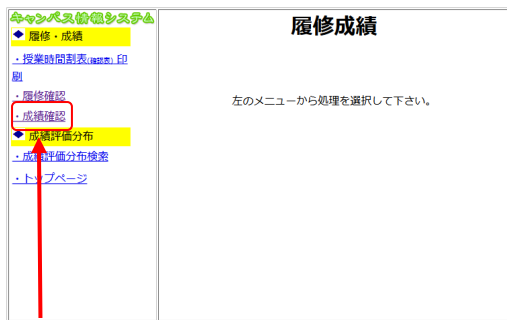 キャンパス情報システム
履修・成績
・授業時間割表(確認表) 印
刷
・履修確認
・成績確認
成績評価分布
・成績評価分布検索
・トップページ
履修成績
左のメニューから処理を選択して下さい。